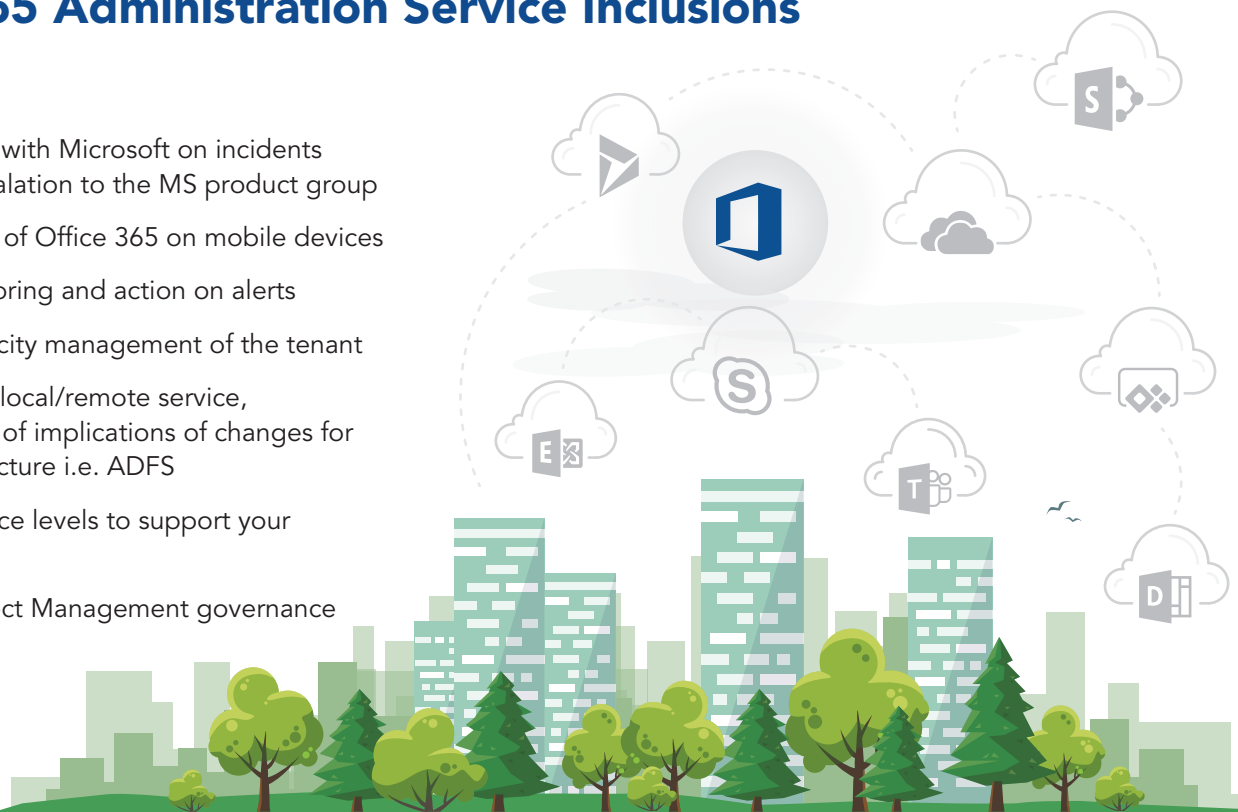 65 Administration Service Inclusions
with Microsoft on incidents
alation to the MS product group
of Office 365 on mobile devices
oring and action on alerts
city management of the tenant
local/remote service,
of implications of changes for
cture i.e. ADFS
ce levels to support your
ect Management governance
S
S
E
T
D